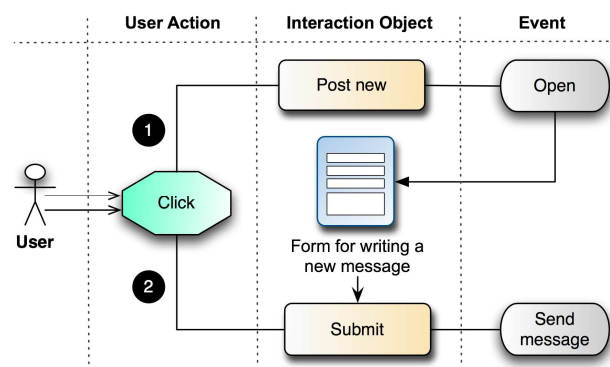 User Action
Interaction Object
Event
Post new
Open
1
Click
User
Form for writing a
new message
2
Submit
Send
message